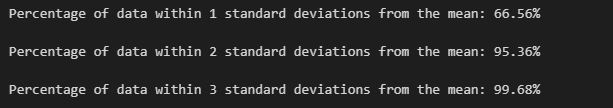 Percentage of data within 1 standard deviations from the mean: 66.56%
Percentage of data within 2 standard deviations from the mean: 95.36%
Percentage of data within 3 standard deviations from the mean: 99.68%